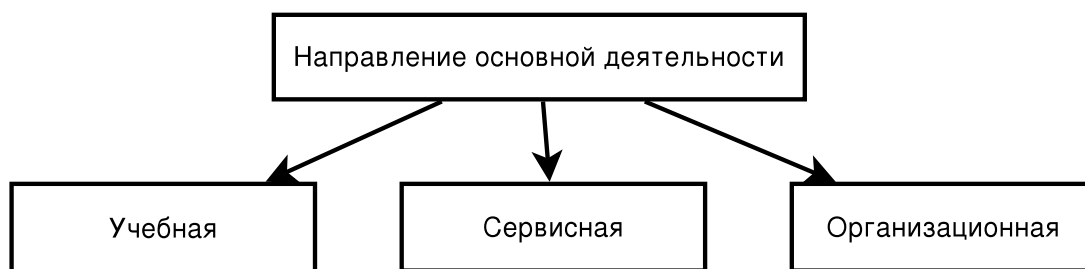 Направление основной деятельности
Учебная
Сервисная
Организационная